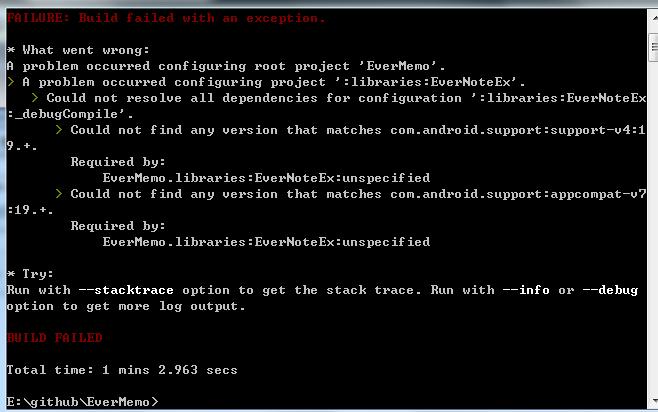 FAILURE: Build failed with an exception.
* What went wrong:
A problem occurred configuring root project 'EverMemo'.
> A problem occurred configuring project ':libraries:EverNoteEx'.
> Could not resolve all dependencies for configuration ':libraries:EverNoteEx
:_debugCompile'.
> Could not find any version that matches com.android.support:support-v4:1
9.+.
Required by:
EverMemo.libraries:EverNoteEx:unspecified
> Could not find any version that matches com.android.support:appcompat-v7
:19.+.
Required by:
EverMemo.libraries:EverNoteEx:unspecified
* Try:
Run with --stacktrace option to get the stack trace. Run with --info or --debug
option to get more log output.
BUILD FAILED
Total time: 1 mins 2.963 secs
E:\github\EverMemo>